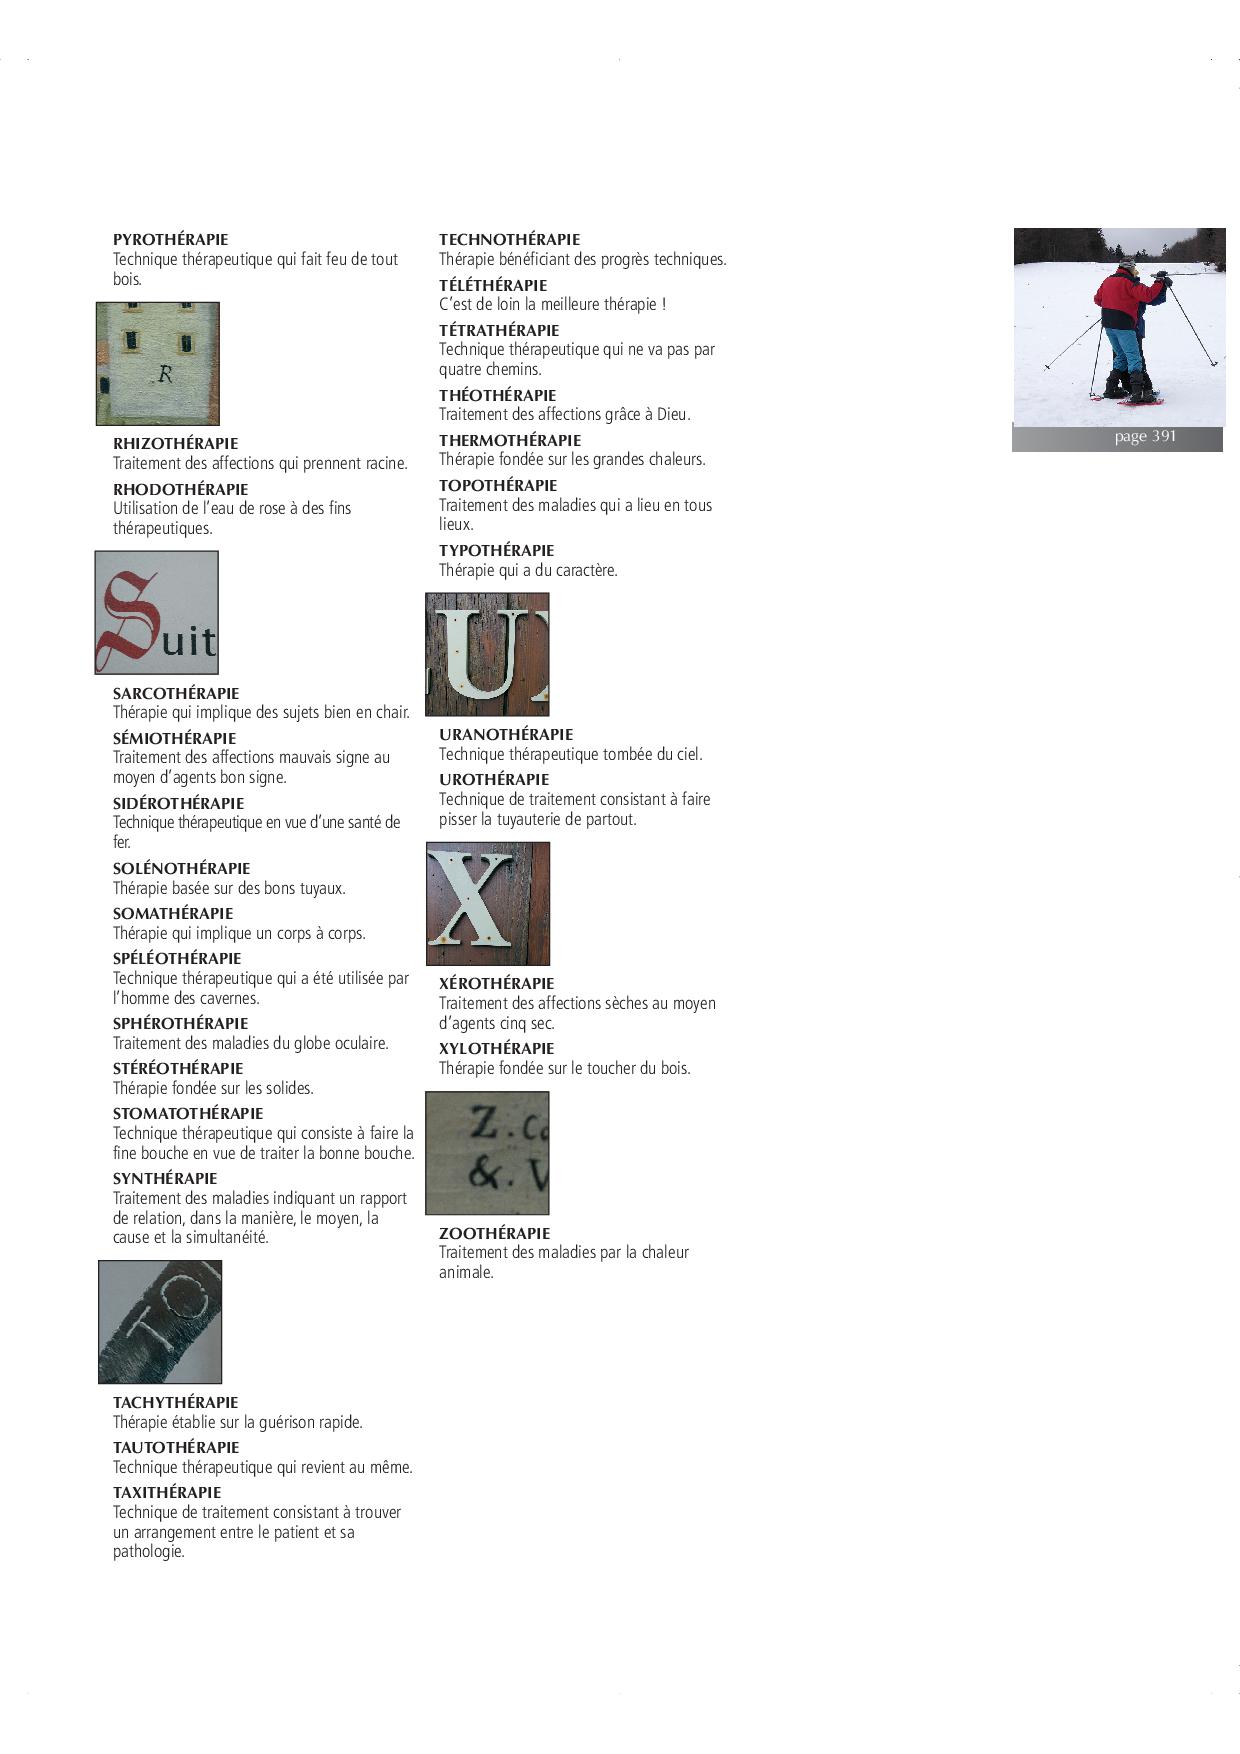 PYROTHÉRAPIE
Technique thérapeutique qui fait feu de tout
bois.
R
RHIZOTHÉRAPIE
Traitement des affections qui prennent racine.
RHODOTHÉRAPIE
Utilisation de l’eau de rose à des fins
thérapeutiques.
Suit
SARCOTHÉRAPIE
Thérapie qui implique des sujets bien en chair.
SÉMIOTHÉRAPIE
Traitement des affections mauvais signe au
moyen d’agents bon signe.
SIDÉROTHÉRAPIE
Technique thérapeutique en vue d’une santé de
fer.
SOLÉNOTHÉRAPIE
Thérapie basée sur des bons tuyaux.
SOMATHÉRAPIE
Thérapie qui implique un corps à corps.
SPÉLÉOTHÉRAPIE
Technique thérapeutique qui a été utilisée par
l’homme des cavernes.
SPHÉROTHÉRAPIE
Traitement des maladies du globe oculaire.
STÉRÉOTHÉRAPIE
Thérapie fondée sur les solides.
STOMATOTHÉRAPIE
Technique thérapeutique qui consiste à faire la
fine bouche en vue de traiter la bonne bouche.
SYNTHÉRAPIE
Traitement des maladies indiquant un rapport
de relation, dans la manière, le moyen, la
cause et la simultanéité.
TO
TACHYTHÉRAPIE
Thérapie établie sur la guérison rapide.
TAUTOTHÉRAPIE
Technique thérapeutique qui revient au même.
TAXITHÉRAPIE
Technique de traitement consistant à trouver
un arrangement entre le patient et sa
pathologie.
TECHNOTHÉRAPIE
Thérapie bénéficiant des progrès techniques.
TÉLÉTHÉRAPIE
C’est de loin la meilleure thérapie !
TÉTRATHÉRAPIE
Technique thérapeutique qui ne va pas par
quatre chemins.
THÉOTHÉRAPIE
Traitement des affections grâce à Dieu.
THERMOTHÉRAPIE
Thérapie fondée sur les grandes chaleurs.
TOPOTHÉRAPIE
Traitement des maladies qui a lieu en tous
lieux.
TYPOTHÉRAPIE
Thérapie qui a du caractère.
U
URANOTHÉRAPIE
Technique thérapeutique tombée du ciel.
UROTHÉRAPIE
Technique de traitement consistant à faire
pisser la tuyauterie de partout.
X
XÉROTHÉRAPIE
Traitement des affections sèches au moyen
d’agents cinq sec.
XYLOTHÉRAPIE
Thérapie fondée sur le toucher du bois.
Z. Co
&. V
ZOOTHÉRAPIE
Traitement des maladies par la chaleur
animale.
page 391